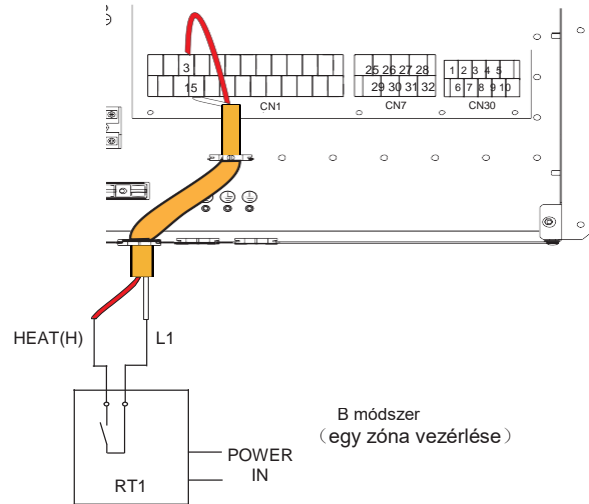 3
25 26 27 28
1 2 3 4 5
15
29 30 31 32
6 7 8 9 10
CN1
CN7
CN30
HEAT(H)
L1
B módszer
（egy zóna vezérlése）
POWER
IN
RT1